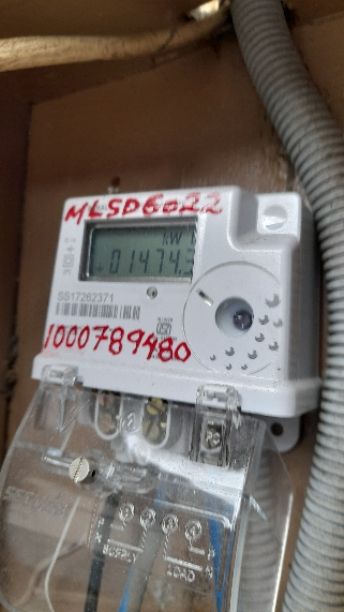 MLSD6022
kW
01474.3
SS17262371
1000789480
SUPPLY
LOAD